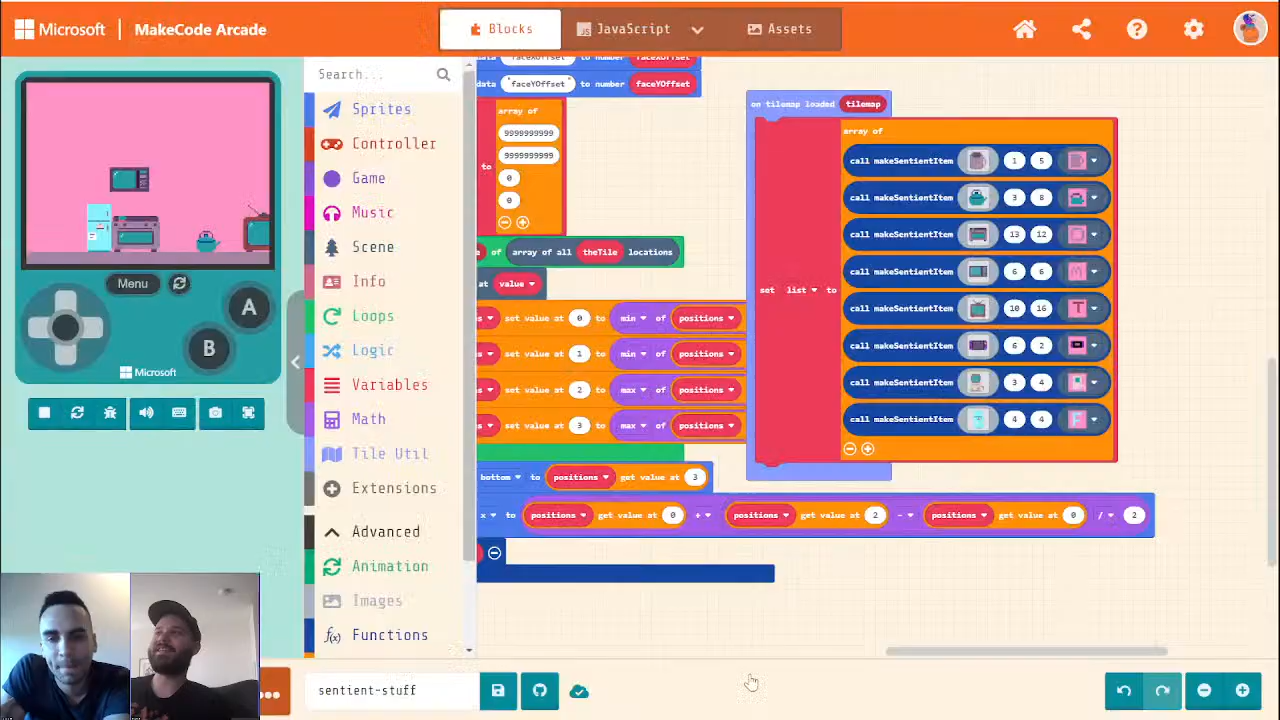 Microsoft
MakeCode Arcade
Blocks
JavaScript
Assets
Menu
A
B
Microsoft
Search...
Sprites
Controller
Game
Music
Scene
Info
Loops
Logic
Variables
Math
Tile Util
Extensions
Advanced
Animation
Images
Functions
data "faceXOffset" to number faceXOffset
data "faceYOffset" to number faceYOffset
array of
9999999999
9999999999
to
0
0
of array of all theTile locations
at value
set value at 0 to min of positions
set value at 1 to min of positions
set value at 2 to max of positions
set value at 3 to max of positions
bottom to positions get value at 3
x to positions get value at 0 + positions get value at 2 - positions get value at 0 / 2
on tilemap loaded tilemap
set list to
array of
call makeSentientItem 1 5
call makeSentientItem 3 8
call makeSentientItem 13 12
call makeSentientItem 6 6
call makeSentientItem 10 16
call makeSentientItem 6 2
call makeSentientItem 3 4
call makeSentientItem 4 4
sentient-stuff